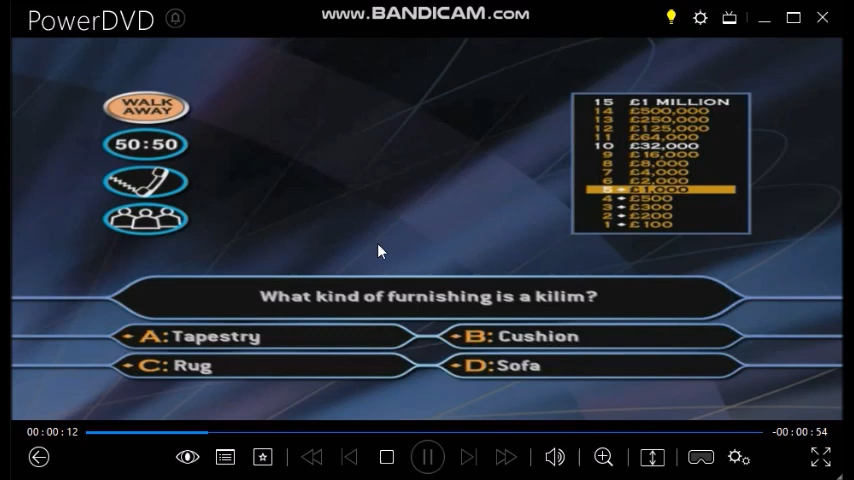 PowerDVD
www.BANDICAM.com
WALK
AWAY
50:50
15 £1 MILLION
14 £500,000
13 £250,000
12 £125,000
11 £64,000
10 £32,000
9 £16,000
8 £8,000
7 £4,000
6 £2,000
5 £1,000
4 £500
3 £300
2 £200
1 £100
What kind of furnishing is a kilim?
A: Tapestry
B: Cushion
C: Rug
D: Sofa
00:00:12
-00:00:54